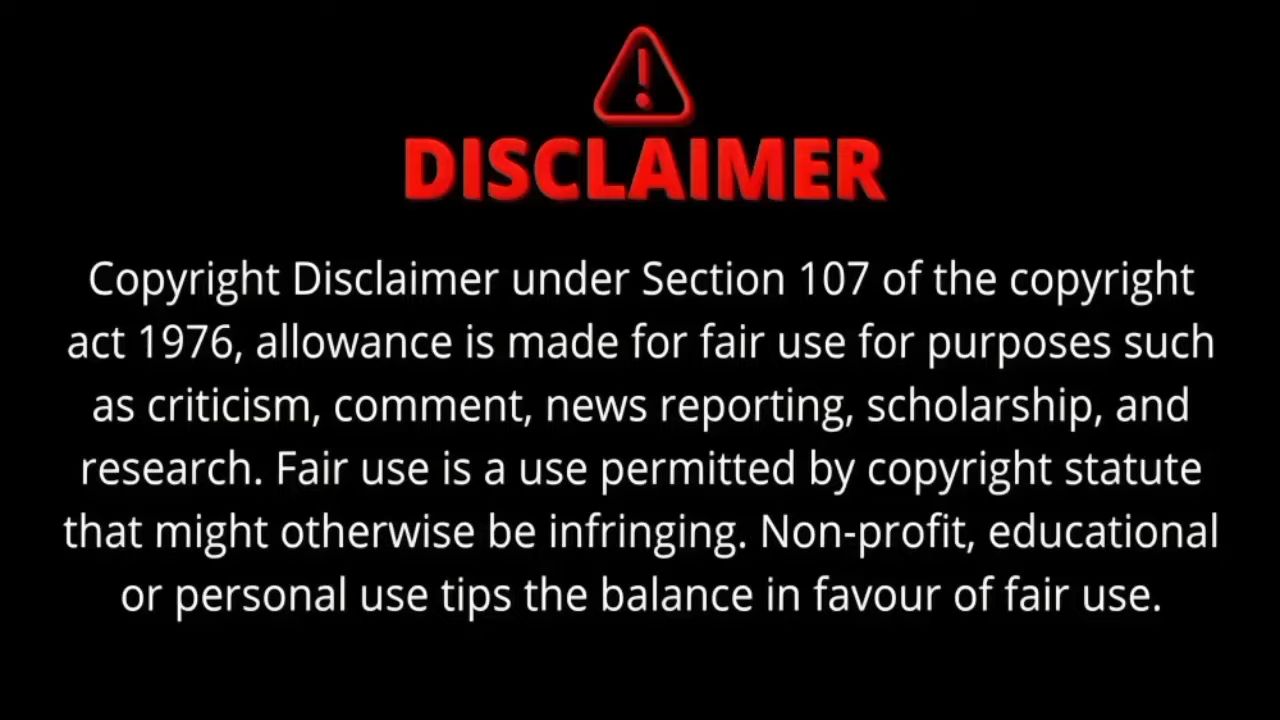 DISCLAIMER
Copyright Disclaimer under Section 107 of the copyright
act 1976, allowance is made for fair use for purposes such
as criticism, comment, news reporting, scholarship, and
research. Fair use is a use permitted by copyright statute
that might otherwise be infringing. Non-profit, educational
or personal use tips the balance in favour of fair use.